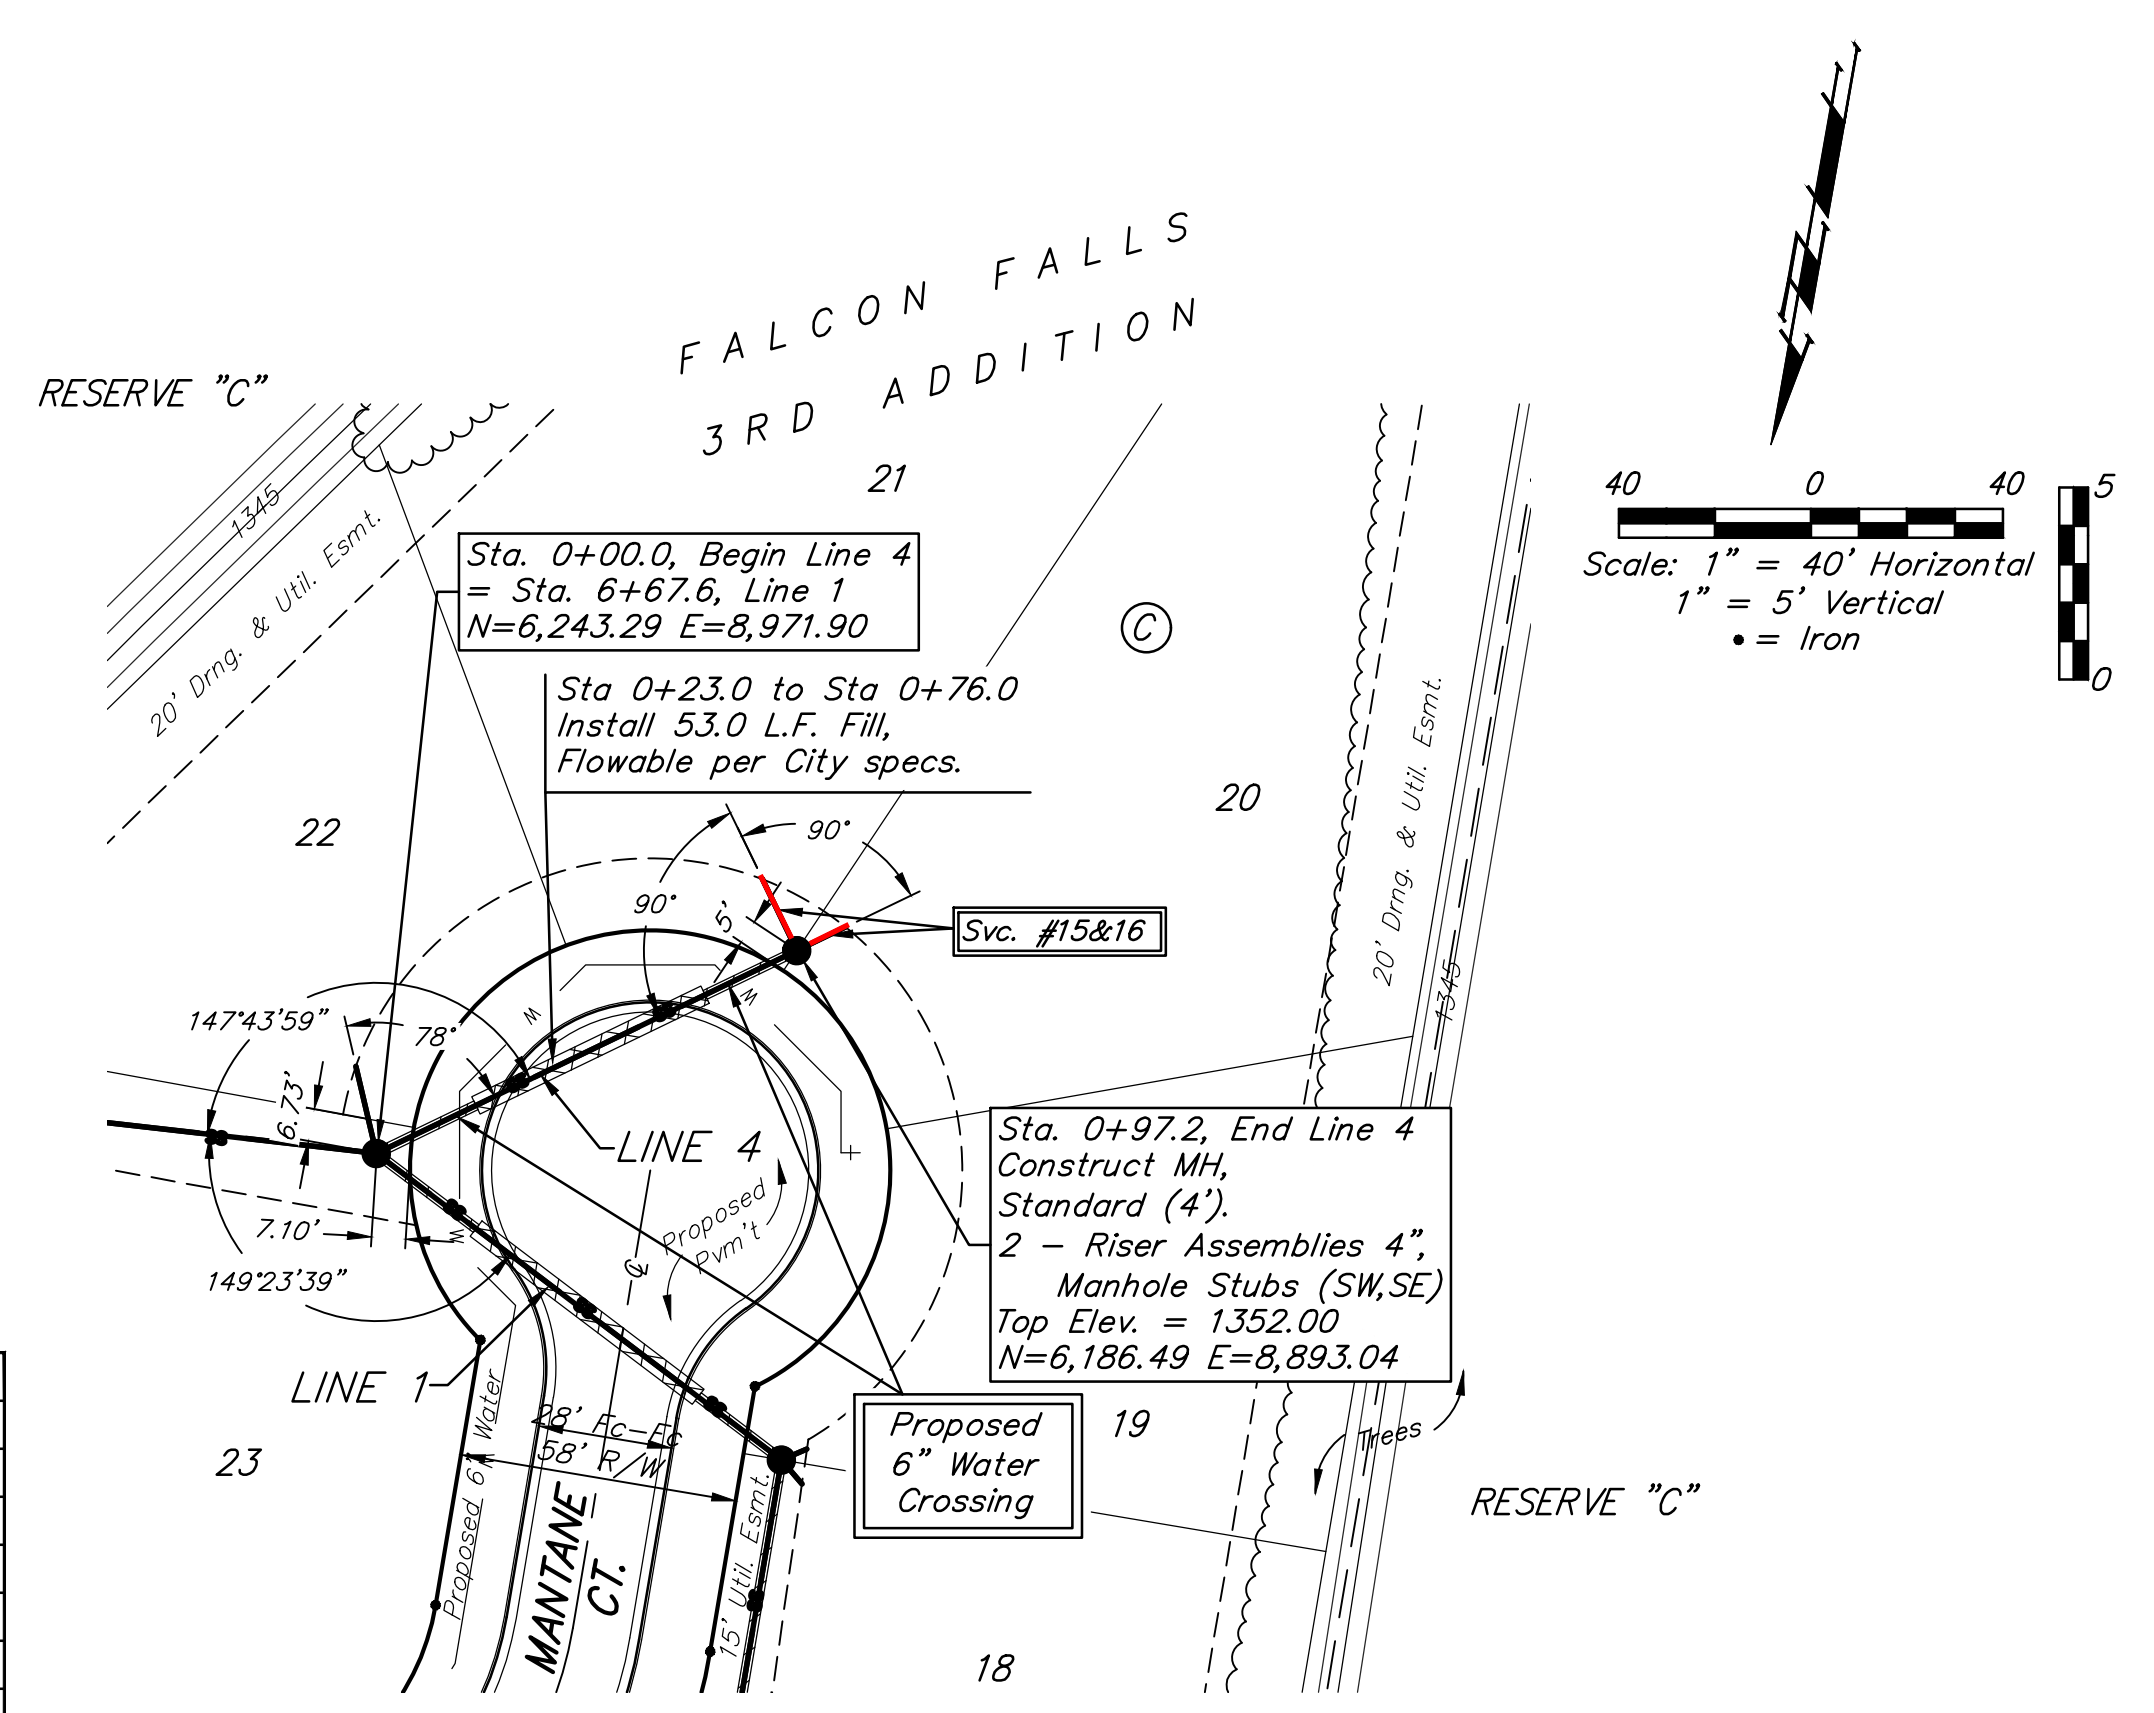 FALCON FALLS
3RD ADDITION
RESERVE "C"
21
40 0 40
5
0
Scale: 1" = 40' Horizontal
1" = 5' Vertical
• = Iron
1345
20' Drng. & Util. Esmt.
Sta. 0+00.0, Begin Line 4
= Sta. 6+67.6, Line 1
N=6,243.29 E=8,971.90
C
Sta 0+23.0 to Sta 0+76.0
Install 53.0 L.F. Fill,
Flowable per City specs.
20
22
90°
90°
5'
Svc. #15&16
20' Drng. & Util. Esmt.
1345
147°43'59"
78°
W
W
6.73'
LINE 4
Proposed
Pvm't
7.10'
W
149°23'39"
Sta. 0+97.2, End Line 4
Construct MH,
Standard (4').
2 - Riser Assemblies 4",
Manhole Stubs (SW,SE)
Top Elev. = 1352.00
N=6,186.49 E=8,893.04
LINE 1
28' Fc-Fc
58' R/W
Proposed
6" Water
Crossing
19
Trees
23
RESERVE "C"
Proposed 6" Water
W
MANTANE
CT.
15' Util. Esmt.
18